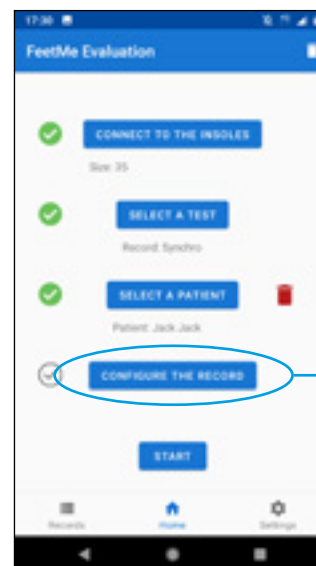 17:30
FeetMe Evaluation
CONNECT TO THE INSOLES
Size: 35
SELECT A TEST
Record: Synchro
SELECT A PATIENT
Patient: Jack Jack
CONFIGURE THE RECORD
START
Records Home Settings